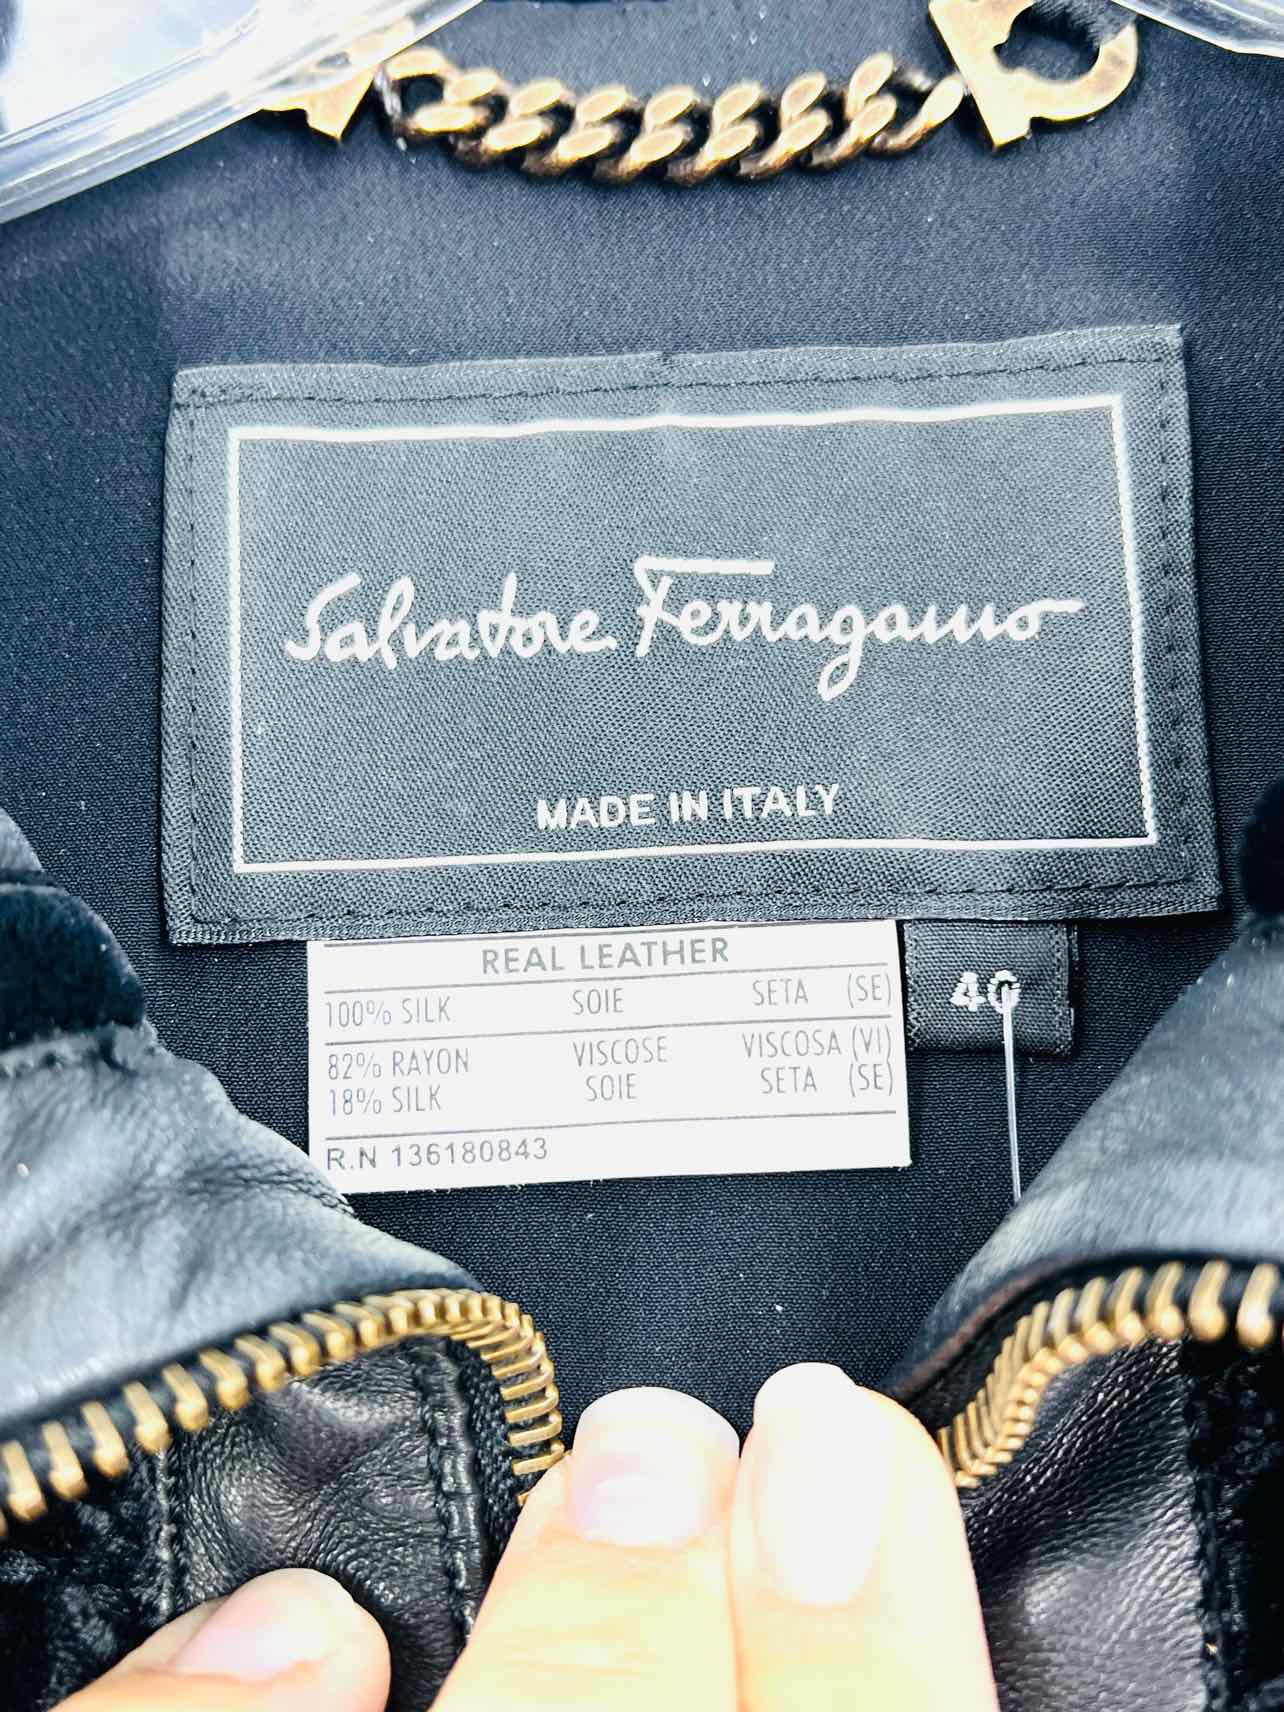 Salvatore Ferragamo
MADE IN ITALY
REAL LEATHER
100% SILK SOIE SETA (SE)
82% RAYON VISCOSE VISCOSA (VI)
18% SILK SOIE SETA (SE)
R.N 136180843
40